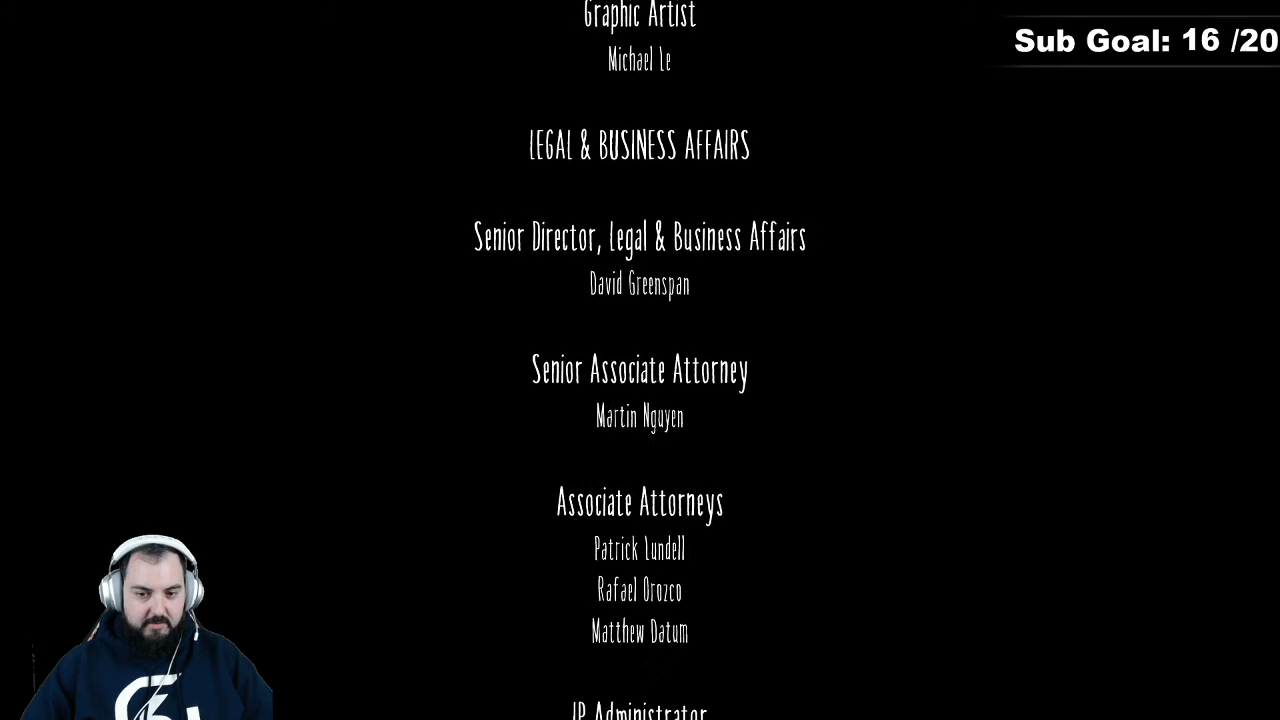 Graphic Artist
Michael Le
Sub Goal: 16 /20
LEGAL & BUSINESS AFFAIRS
Senior Director, Legal & Business Affairs
David Greenspan
Senior Associate Attorney
Martin Nguyen
Associate Attorneys
Patrick Lundell
Rafael Orozco
Matthew Datum
IP Administrator